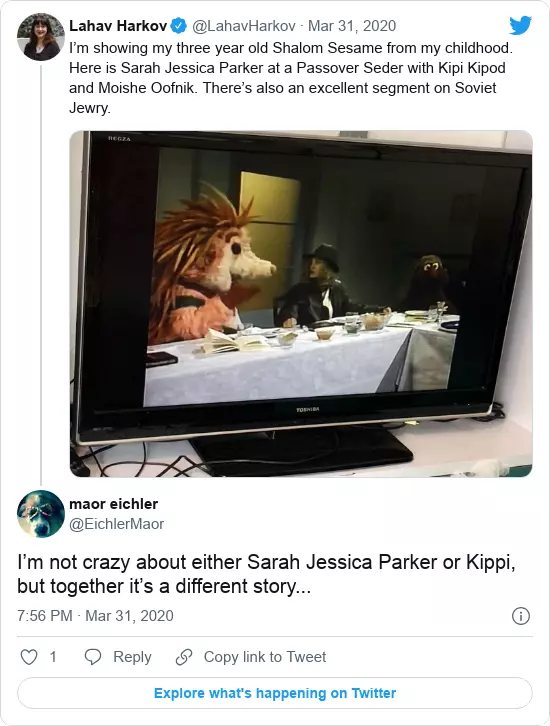 Lahav Harkov @LahavHarkov · Mar 31, 2020
I'm showing my three year old Shalom Sesame from my childhood.
Here is Sarah Jessica Parker at a Passover Seder with Kipi Kipod
and Moishe Oofnik. There's also an excellent segment on Soviet
Jewry.
REGZA
TOSHIBA
maor eichler
@EichlerMaor
I'm not crazy about either Sarah Jessica Parker or Kippi,
but together it's a different story...
7:56 PM · Mar 31, 2020
1 Reply Copy link to Tweet
Explore what's happening on Twitter